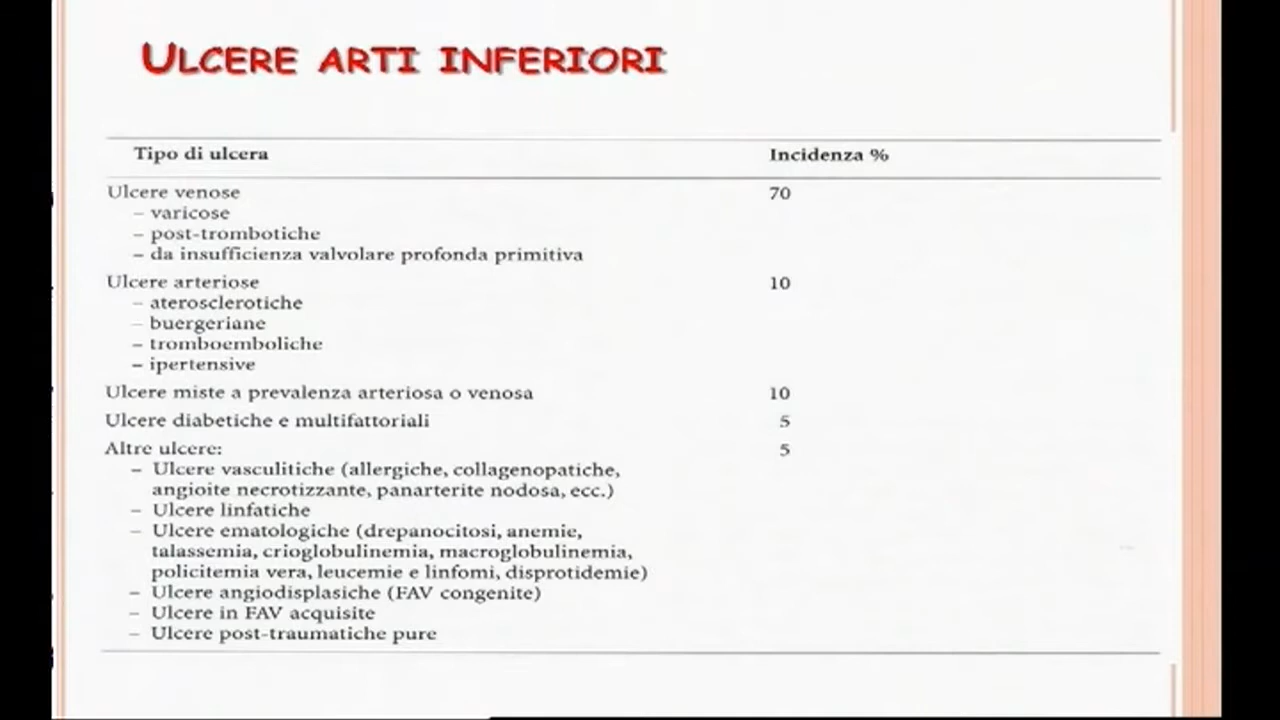 ULCERE ARTI INFERIORI
Tipo di ulcera Incidenza %
Ulcere venose 70
– varicose
– post-trombotiche
– da insufficienza valvolare profonda primitiva
Ulcere arteriose 10
– aterosclerotiche
– buergeriane
– tromboemboliche
– ipertensive
Ulcere miste a prevalenza arteriosa o venosa 10
Ulcere diabetiche e multifattoriali 5
Altre ulcere: 5
– Ulcere vasculitiche (allergiche, collagenopatiche,
angioite necrotizzante, panarterite nodosa, ecc.)
– Ulcere linfatiche
– Ulcere ematologiche (drepanocitosi, anemie,
talassemia, crioglobulinemia, macroglobulinemia,
policitemia vera, leucemie e linfomi, disprotidemie)
– Ulcere angiodisplasiche (FAV congenite)
– Ulcere in FAV acquisite
– Ulcere post-traumatiche pure